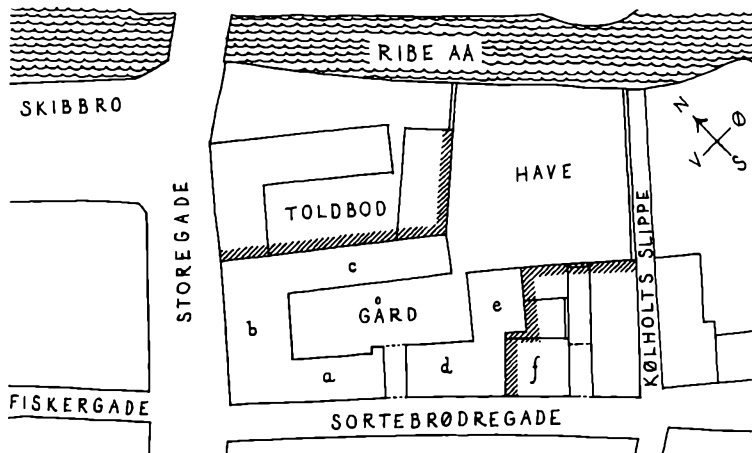 RIBE AA
SKIBBRO
N
Ø
V
S
HAVE
TOLDBOD
STOREGADE
c
KØLHOLTS SLIPPE
GÅRD
e
b
a
d
f
FISKERGADE
SORTEBRØDREGADE